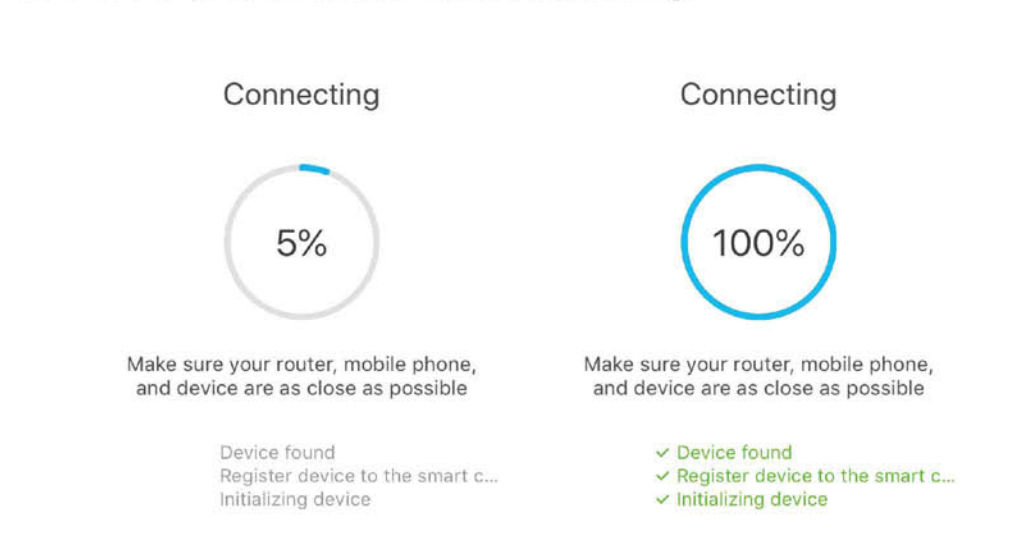 Connecting
5%
Make sure your router, mobile phone,
and device are as close as possible
Device found
Register device to the smart c...
Initializing device
Connecting
100%
Make sure your router, mobile phone,
and device are as close as possible
✓ Device found
✓ Register device to the smart c...
✓ Initializing device